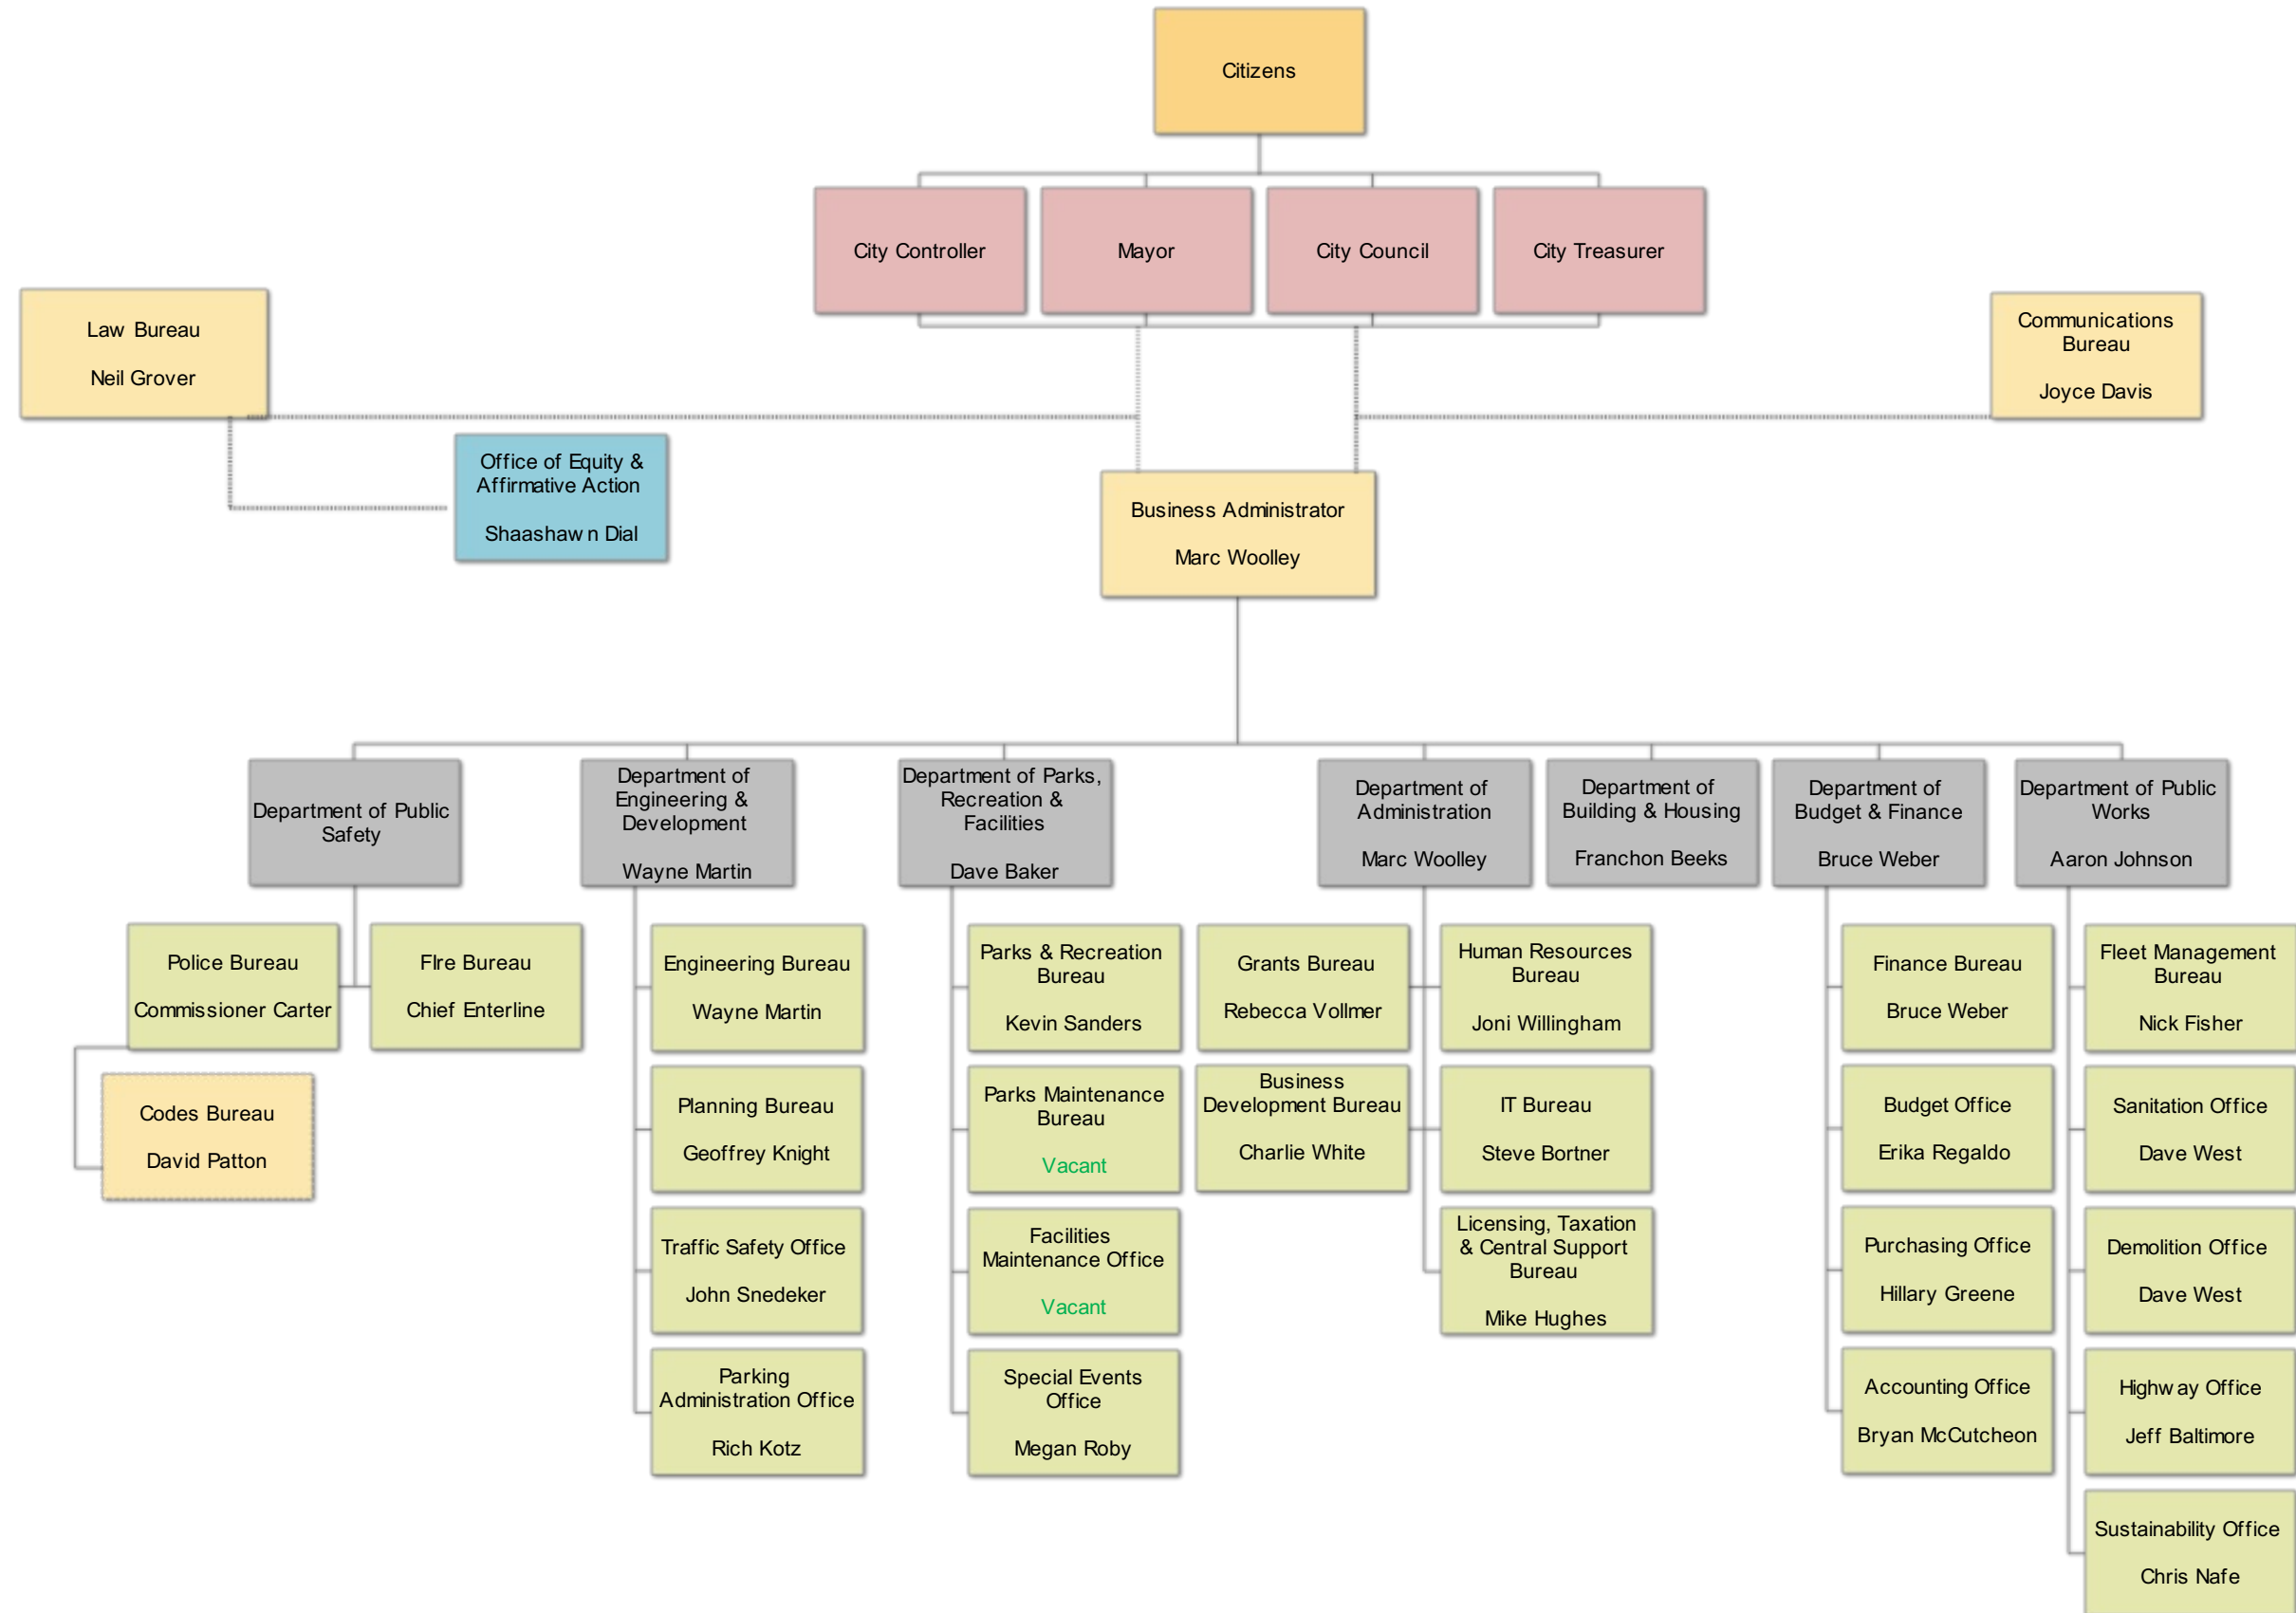 Citizens
City Controller
Mayor
City Council
City Treasurer
Law Bureau
Neil Grover
Communications
Bureau
Joyce Davis
Office of Equity &
Affirmative Action
Shaashawn Dial
Business Administrator
Marc Woolley
Department of Public
Safety
Department of
Engineering &
Development
Wayne Martin
Department of Parks,
Recreation &
Facilities
Dave Baker
Department of
Administration
Marc Woolley
Department of
Building & Housing
Franchon Beeks
Department of
Budget & Finance
Bruce Weber
Department of Public
Works
Aaron Johnson
Police Bureau
Commissioner Carter
FIre Bureau
Chief Enterline
Codes Bureau
David Patton
Engineering Bureau
Wayne Martin
Planning Bureau
Geoffrey Knight
Traffic Safety Office
John Snedeker
Parking
Administration Office
Rich Kotz
Parks & Recreation
Bureau
Kevin Sanders
Parks Maintenance
Bureau
Vacant
Facilities
Maintenance Office
Vacant
Special Events
Office
Megan Roby
Grants Bureau
Rebecca Vollmer
Business
Development Bureau
Charlie White
Human Resources
Bureau
Joni Willingham
IT Bureau
Steve Bortner
Licensing, Taxation
& Central Support
Bureau
Mike Hughes
Finance Bureau
Bruce Weber
Budget Office
Erika Regaldo
Purchasing Office
Hillary Greene
Accounting Office
Bryan McCutcheon
Fleet Management
Bureau
Nick Fisher
Sanitation Office
Dave West
Demolition Office
Dave West
Highway Office
Jeff Baltimore
Sustainability Office
Chris Nafe